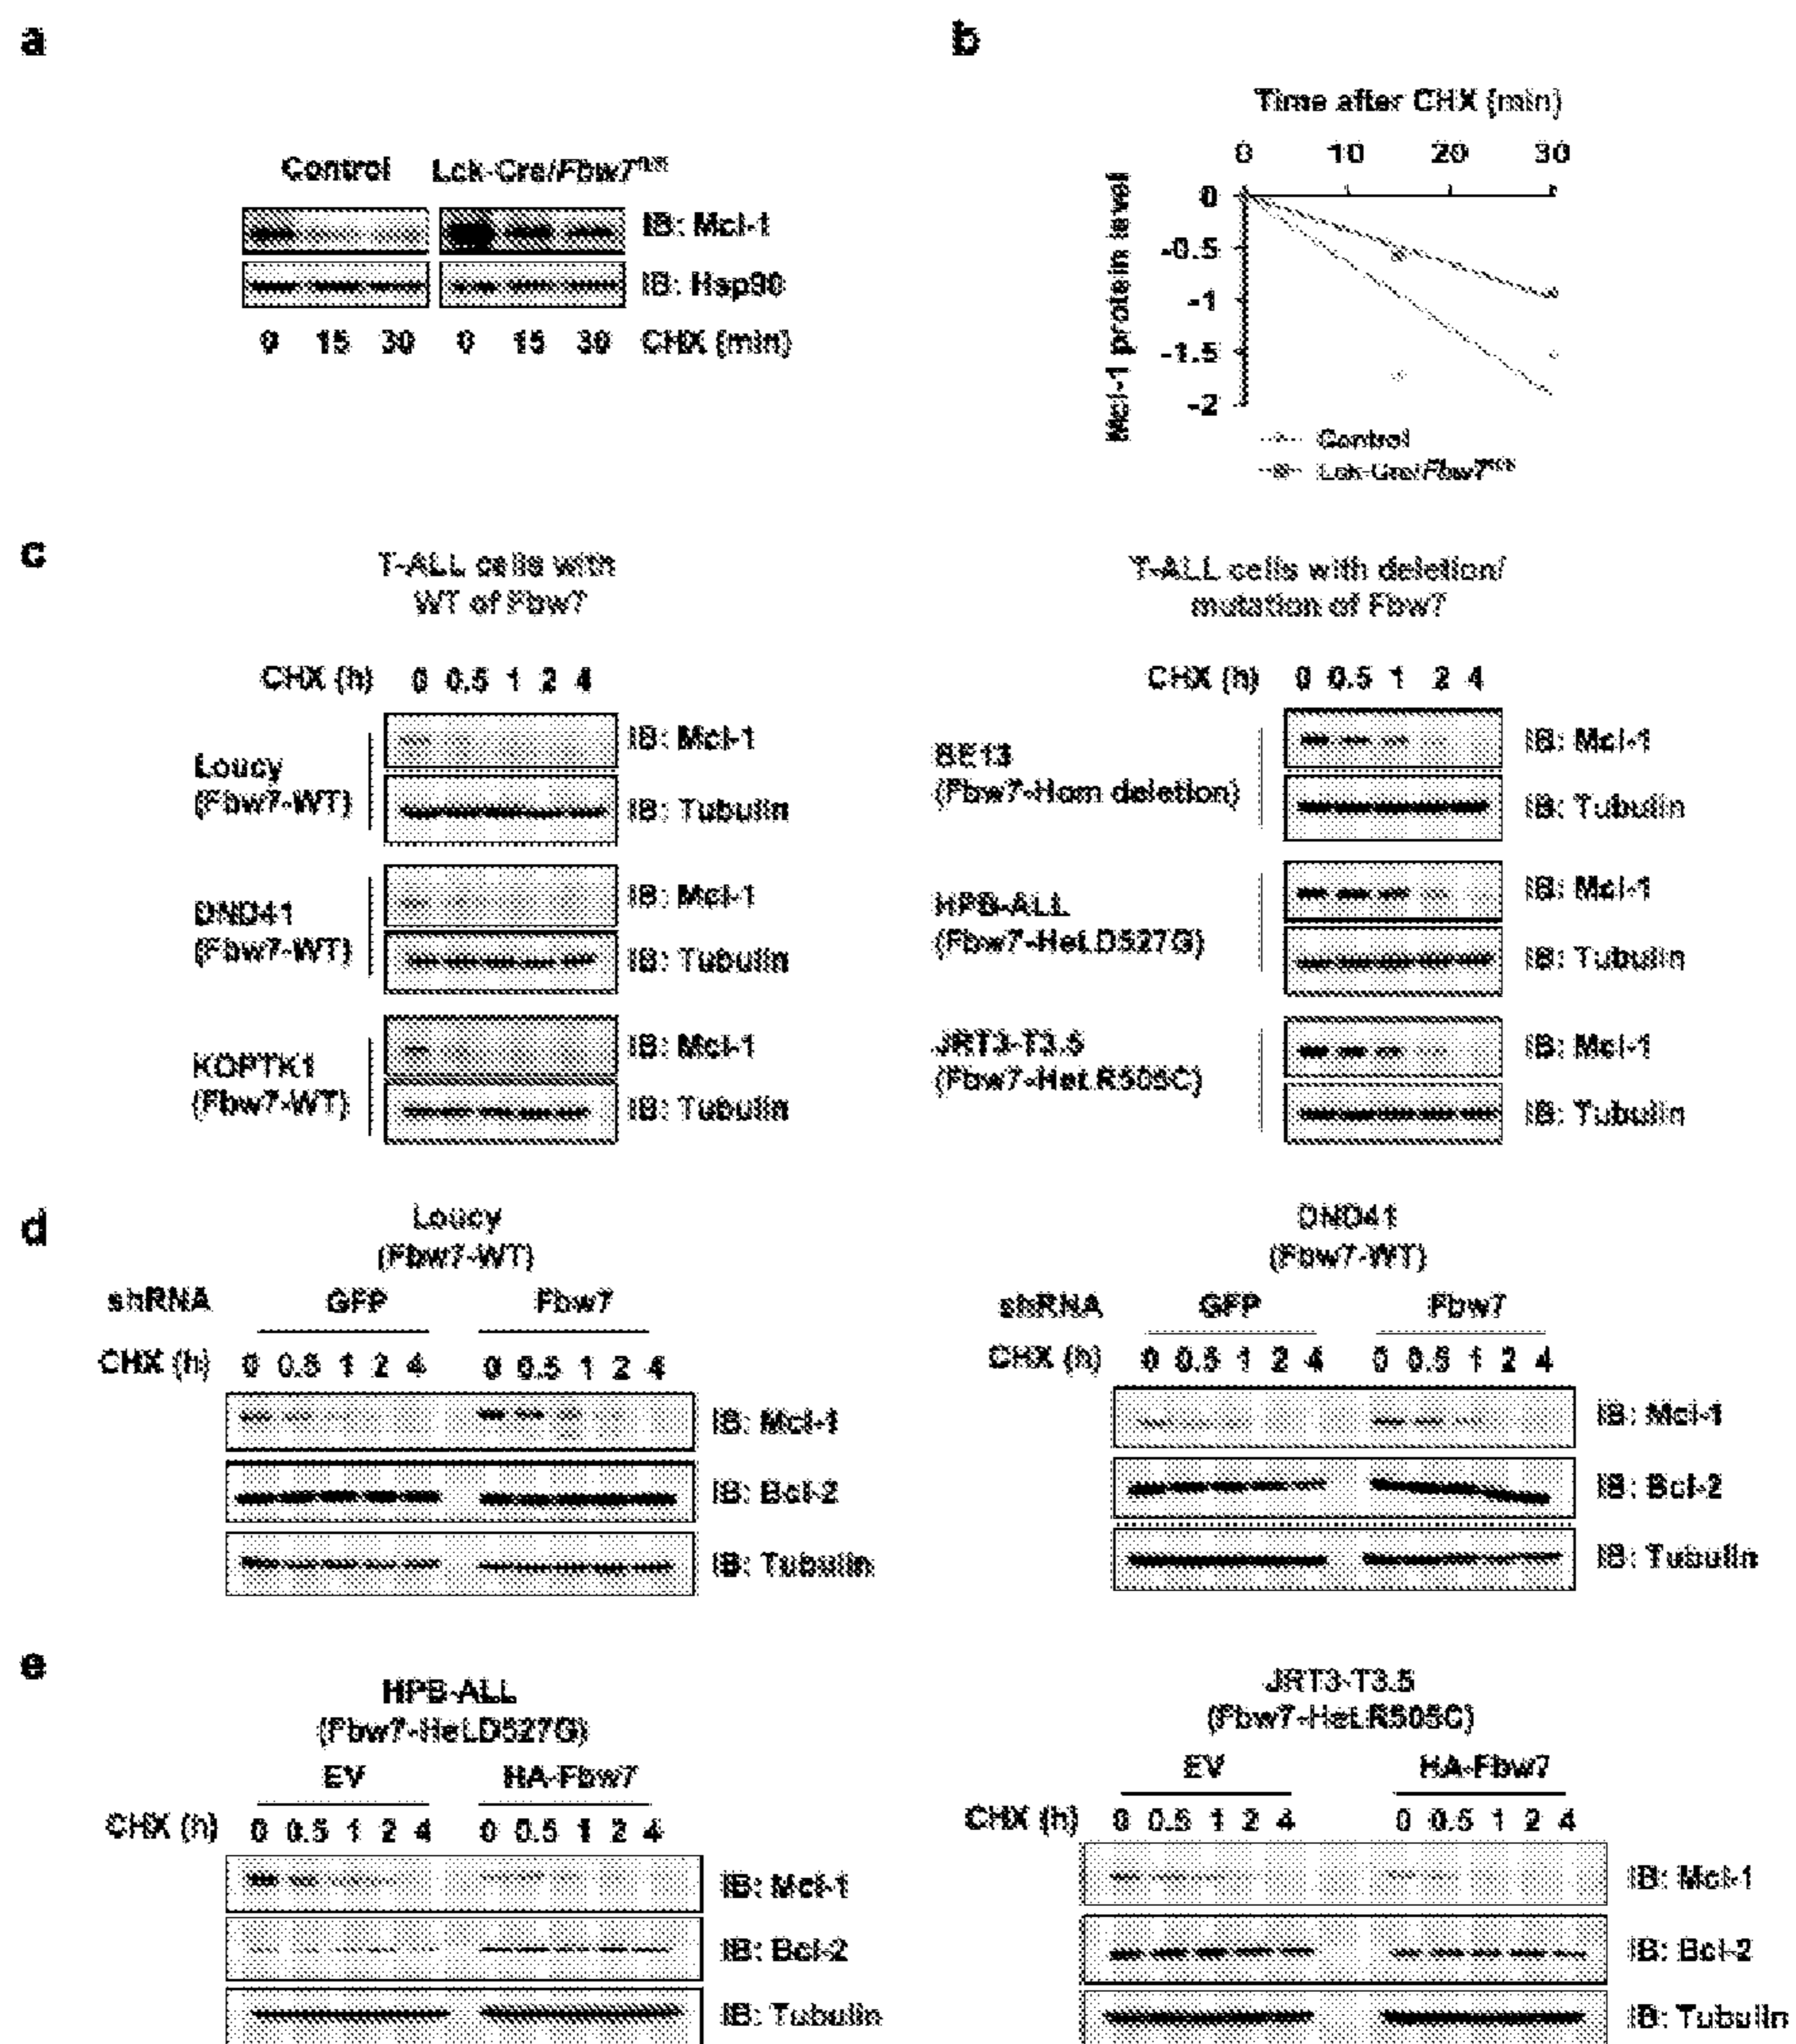 a
Control Lck-Cre/Fbw7fl/fl
IB: Mcl-1
IB: Hsp90
0 15 30 0 15 30 CHX (min)
b
Time after CHX (min)
0 10 20 30
Mcl-1 protein level
0
-0.5
-1
-1.5
-2
Control
Lck-Cre/Fbw7fl/fl
c
T-ALL cells with
WT of Fbw7
CHX (h) 0 0.5 1 2 4
Loucy
(Fbw7-WT)
IB: Mcl-1
IB: Tubulin
DND41
(Fbw7-WT)
IB: Mcl-1
IB: Tubulin
KOPTK1
(Fbw7-WT)
IB: Mcl-1
IB: Tubulin
T-ALL cells with deletion/
mutation of Fbw7
CHX (h) 0 0.5 1 2 4
BE13
(Fbw7-Hom deletion)
IB: Mcl-1
IB: Tubulin
HPB-ALL
(Fbw7-Het.D527G)
IB: Mcl-1
IB: Tubulin
JRT3-T3.5
(Fbw7-Het.R505C)
IB: Mcl-1
IB: Tubulin
d
Loucy
(Fbw7-WT)
shRNA GFP Fbw7
CHX (h) 0 0.5 1 2 4 0 0.5 1 2 4
IB: Mcl-1
IB: Bcl-2
IB: Tubulin
DND41
(Fbw7-WT)
shRNA GFP Fbw7
CHX (h) 0 0.5 1 2 4 0 0.5 1 2 4
IB: Mcl-1
IB: Bcl-2
IB: Tubulin
e
HPB-ALL
(Fbw7-Het.D527G)
EV HA-Fbw7
CHX (h) 0 0.5 1 2 4 0 0.5 1 2 4
IB: Mcl-1
IB: Bcl-2
IB: Tubulin
JRT3-T3.5
(Fbw7-Het.R505C)
EV HA-Fbw7
CHX (h) 0 0.5 1 2 4 0 0.5 1 2 4
IB: Mcl-1
IB: Bcl-2
IB: Tubulin